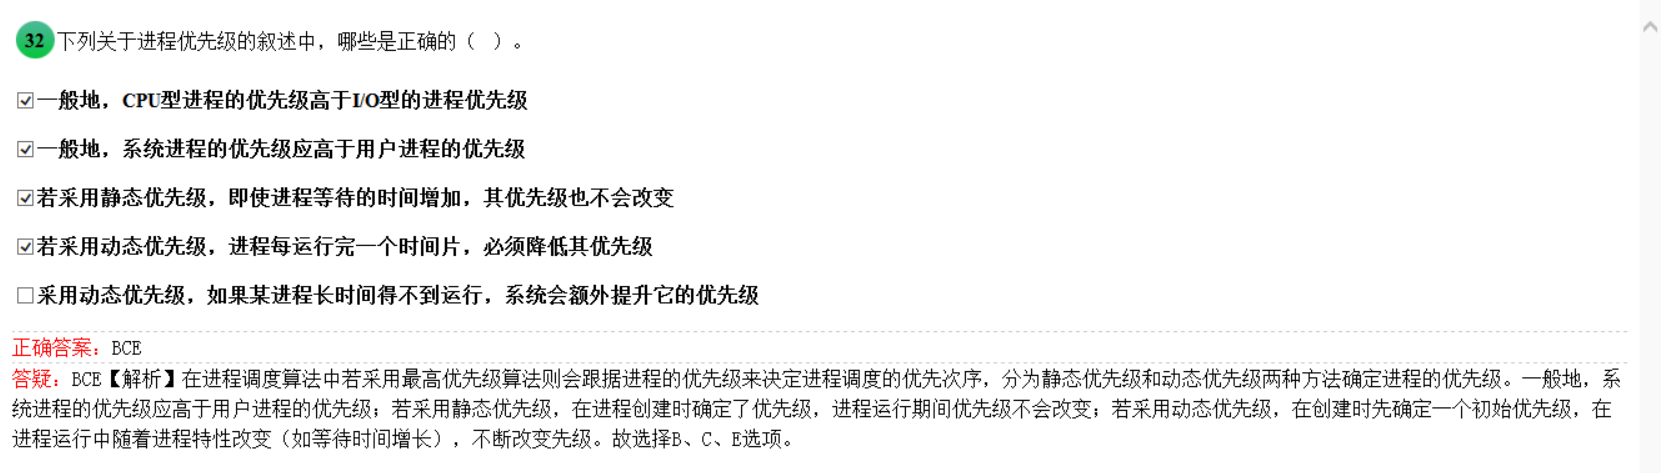 32 下列关于进程优先级的叙述中，哪些是正确的（ ）。
一般地，CPU型进程的优先级高于I/O型的进程优先级
一般地，系统进程的优先级应高于用户进程的优先级
若采用静态优先级，即使进程等待的时间增加，其优先级也不会改变
若采用动态优先级，进程每运行完一个时间片，必须降低其优先级
采用动态优先级，如果某进程长时间得不到运行，系统会额外提升它的优先级
正确答案：BCE
答疑：BCE【解析】在进程调度算法中若采用最高优先级算法则会跟据进程的优先级来决定进程调度的优先次序，分为静态优先级和动态优先级两种方法确定进程的优先级。一般地，系
统进程的优先级应高于用户进程的优先级；若采用静态优先级，在进程创建时确定了优先级，进程运行期间优先级不会改变；若采用动态优先级，在创建时先确定一个初始优先级，在
进程运行中随着进程特性改变（如等待时间增长），不断改变先级。故选择B、C、E选项。